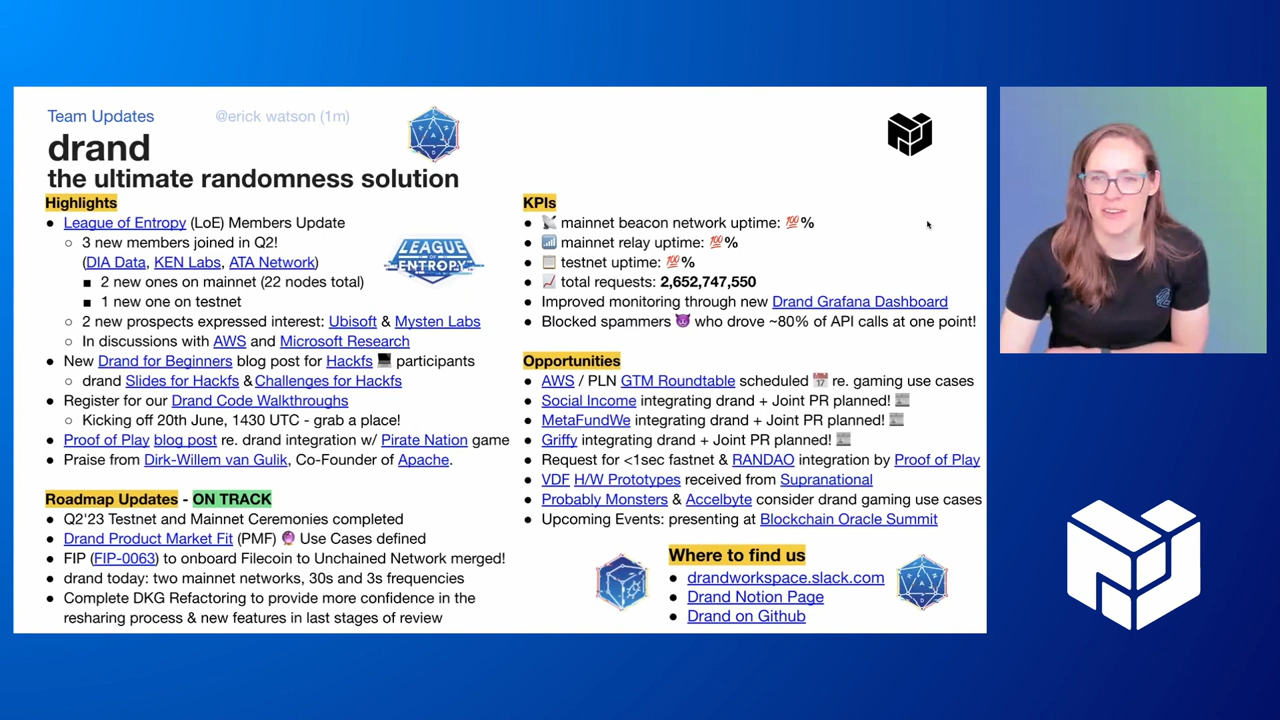 Team Updates @erick watson (1m)
drand
the ultimate randomness solution
Highlights
● League of Entropy (LoE) Members Update
○ 3 new members joined in Q2!
(DIA Data, KEN Labs, ATA Network)
■ 2 new ones on mainnet (22 nodes total)
■ 1 new one on testnet
○ 2 new prospects expressed interest: Ubisoft & Mysten Labs
○ In discussions with AWS and Microsoft Research
● New Drand for Beginners blog post for Hackfs 💻 participants
○ drand Slides for Hackfs & Challenges for Hackfs
● Register for our Drand Code Walkthroughs
○ Kicking off 20th June, 1430 UTC - grab a place!
● Proof of Play blog post re. drand integration w/ Pirate Nation game
● Praise from Dirk-Willem van Gulik, Co-Founder of Apache.
LEAGUE
OF
ENTROPY
Roadmap Updates - ON TRACK
● Q2'23 Testnet and Mainnet Ceremonies completed
● Drand Product Market Fit (PMF) 🔮 Use Cases defined
● FIP (FIP-0063) to onboard Filecoin to Unchained Network merged!
● drand today: two mainnet networks, 30s and 3s frequencies
● Complete DKG Refactoring to provide more confidence in the
resharing process & new features in last stages of review
KPIs
● 📡 mainnet beacon network uptime: 💯%
● 📶 mainnet relay uptime: 💯%
● 📋 testnet uptime: 💯%
● 📈 total requests: 2,652,747,550
● Improved monitoring through new Drand Grafana Dashboard
● Blocked spammers 😈 who drove ~80% of API calls at one point!
Opportunities
● AWS / PLN GTM Roundtable scheduled 📅 re. gaming use cases
● Social Income integrating drand + Joint PR planned! 📰
● MetaFundWe integrating drand + Joint PR planned! 📰
● Griffy integrating drand + Joint PR planned! 📰
● Request for <1sec fastnet & RANDAO integration by Proof of Play
● VDF H/W Prototypes received from Supranational
● Probably Monsters & Accelbyte consider drand gaming use cases
● Upcoming Events: presenting at Blockchain Oracle Summit
Where to find us
● drandworkspace.slack.com
● Drand Notion Page
● Drand on Github